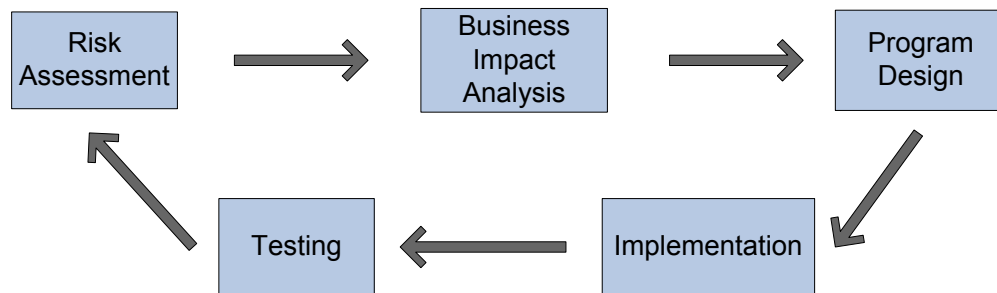 Risk
Assessment
Business
Impact
Analysis
Program
Design
Testing
Implementation